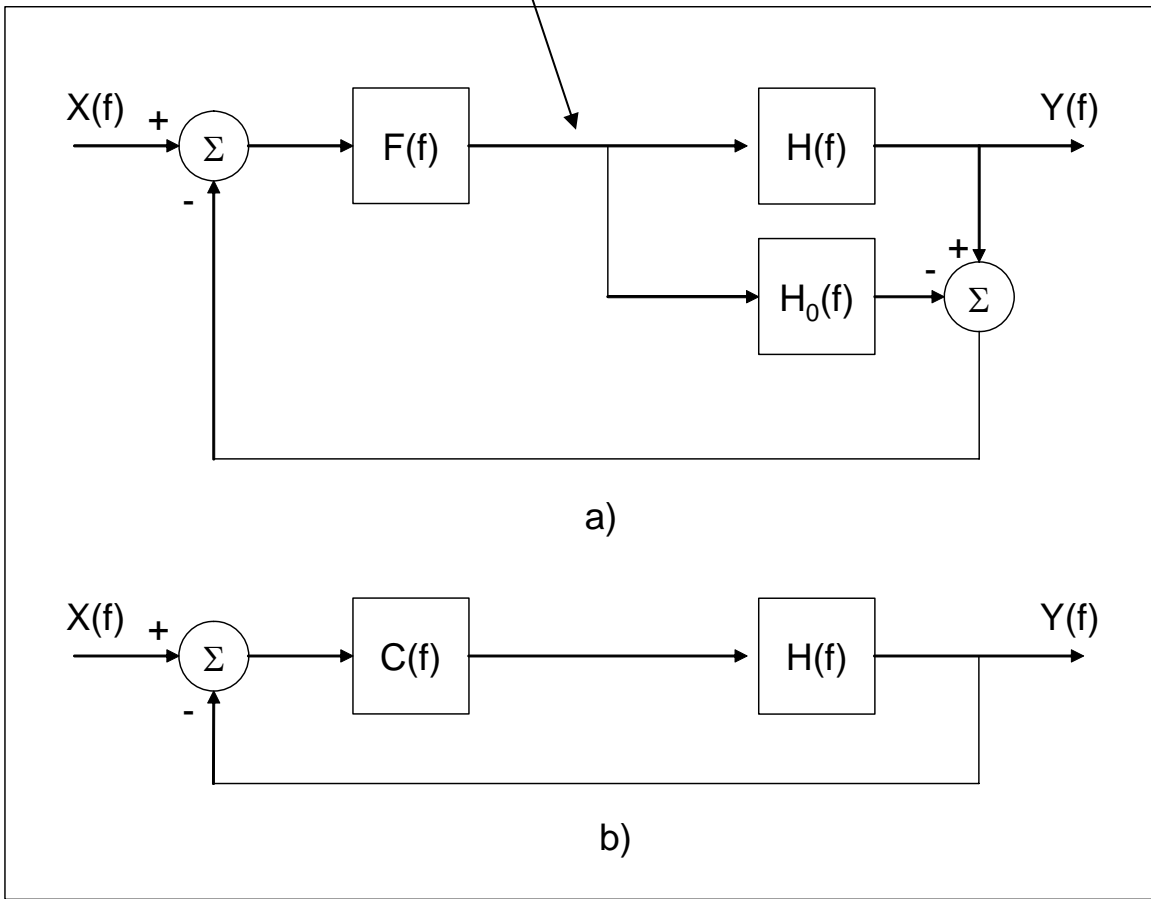 X(f)
+
Σ
-
F(f)
H(f)
Y(f)
+
-
H₀(f)
Σ
a)
X(f)
+
Σ
-
C(f)
H(f)
Y(f)
b)